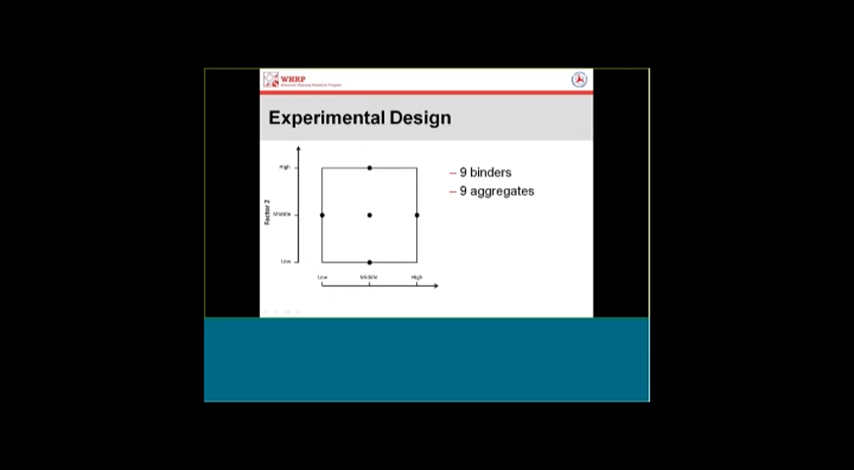 WHRP
Wisconsin Highway Research Program
Experimental Design
High
Middle
Low
Factor 2
Low Middle High
– 9 binders
– 9 aggregates